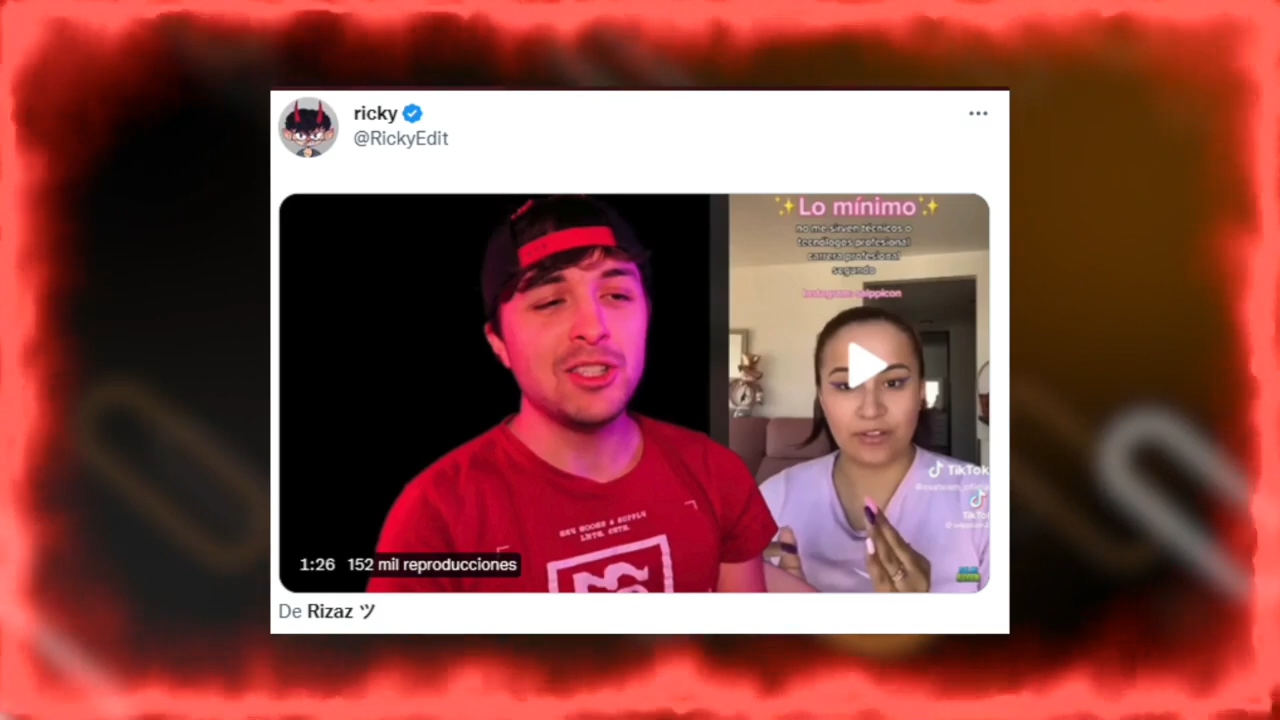 ricky
@RickyEdit
✨Lo mínimo✨
no me sirven técnicos o
tecnólogos profesional
carrera profesional
segundo
1:26 152 mil reproducciones
TikTok
TikTok
De Rizaz ツ